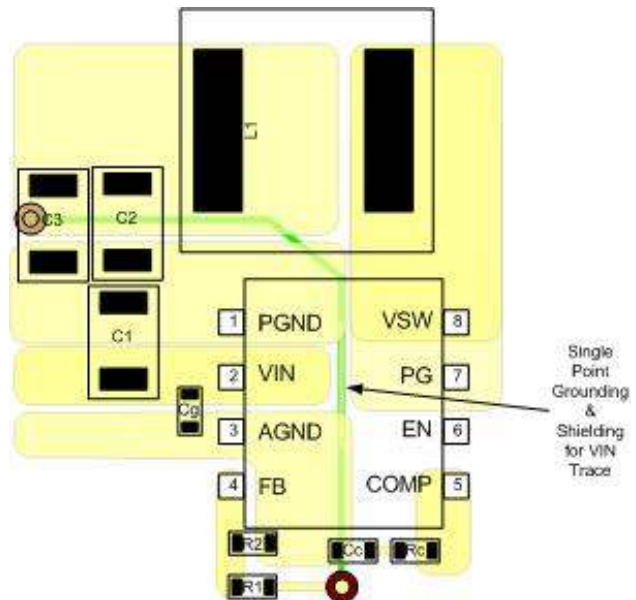 L1
C3
C2
C1
1 PGND VSW 8
2 VIN PG 7
Cg
3 AGND EN 6
4 FB COMP 5
R2
Cc
Rc
R1
Single
Point
Grounding
&
Shielding
for VIN
Trace